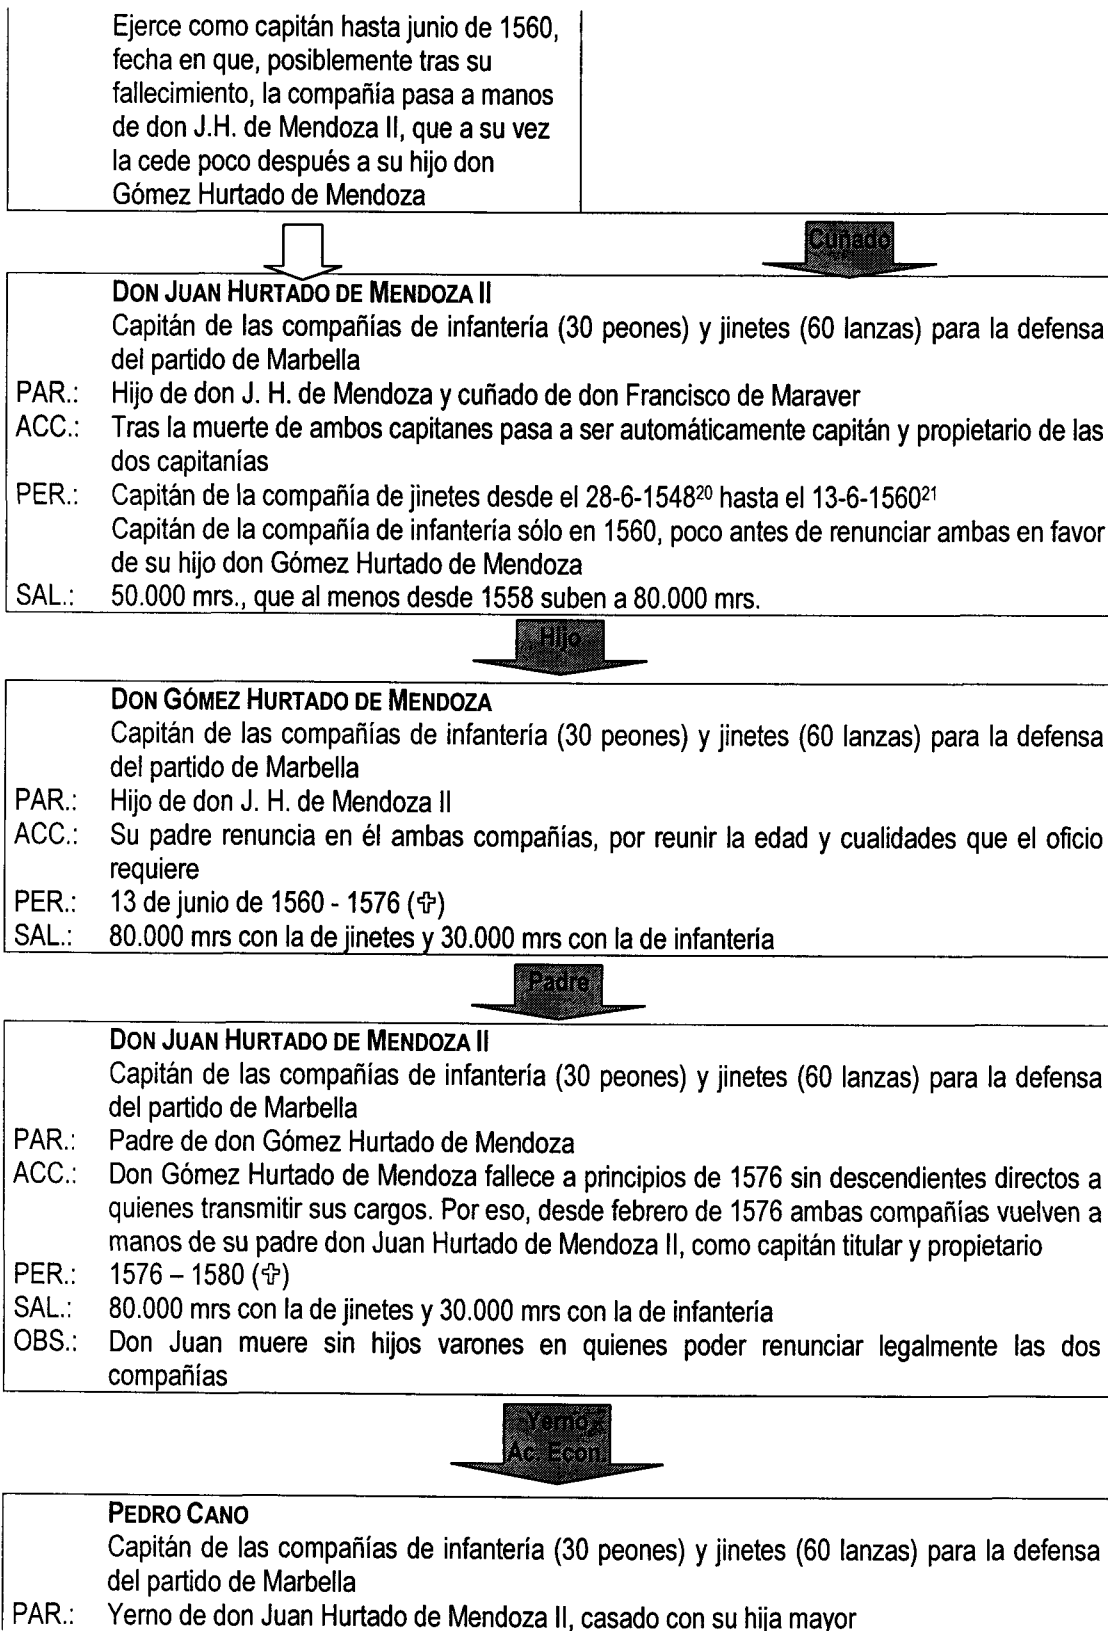 Ejerce como capitán hasta junio de 1560,
fecha en que, posiblemente tras su
fallecimiento, la compañía pasa a manos
de don J.H. de Mendoza II, que a su vez
la cede poco después a su hijo don
Gómez Hurtado de Mendoza
Cuñado
DON JUAN HURTADO DE MENDOZA II
Capitán de las compañías de infantería (30 peones) y jinetes (60 lanzas) para la defensa
del partido de Marbella
PAR.: Hijo de don J. H. de Mendoza y cuñado de don Francisco de Maraver
ACC.: Tras la muerte de ambos capitanes pasa a ser automáticamente capitán y propietario de las
dos capitanías
PER.: Capitán de la compañía de jinetes desde el 28-6-1548²⁰ hasta el 13-6-1560²¹
Capitán de la compañía de infantería sólo en 1560, poco antes de renunciar ambas en favor
de su hijo don Gómez Hurtado de Mendoza
SAL.: 50.000 mrs., que al menos desde 1558 suben a 80.000 mrs.
Hijo
DON GÓMEZ HURTADO DE MENDOZA
Capitán de las compañías de infantería (30 peones) y jinetes (60 lanzas) para la defensa
del partido de Marbella
PAR.: Hijo de don J. H. de Mendoza II
ACC.: Su padre renuncia en él ambas compañías, por reunir la edad y cualidades que el oficio
requiere
PER.: 13 de junio de 1560 - 1576 (✞)
SAL.: 80.000 mrs con la de jinetes y 30.000 mrs con la de infantería
Padre
DON JUAN HURTADO DE MENDOZA II
Capitán de las compañías de infantería (30 peones) y jinetes (60 lanzas) para la defensa
del partido de Marbella
PAR.: Padre de don Gómez Hurtado de Mendoza
ACC.: Don Gómez Hurtado de Mendoza fallece a principios de 1576 sin descendientes directos a
quienes transmitir sus cargos. Por eso, desde febrero de 1576 ambas compañías vuelven a
manos de su padre don Juan Hurtado de Mendoza II, como capitán titular y propietario
PER.: 1576 – 1580 (✞)
SAL.: 80.000 mrs con la de jinetes y 30.000 mrs con la de infantería
OBS.: Don Juan muere sin hijos varones en quienes poder renunciar legalmente las dos
compañías
Yerno
Ac. Econ.
PEDRO CANO
Capitán de las compañías de infantería (30 peones) y jinetes (60 lanzas) para la defensa
del partido de Marbella
PAR.: Yerno de don Juan Hurtado de Mendoza II, casado con su hija mayor